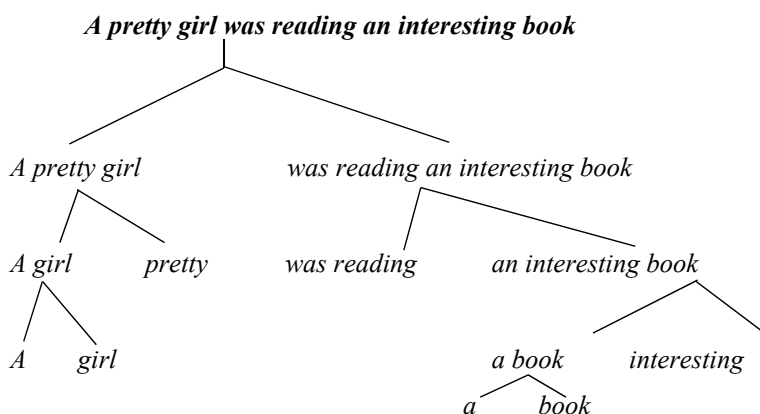 A pretty girl was reading an interesting book
A pretty girl was reading an interesting book
A girl pretty was reading an interesting book
A girl a book interesting
a book